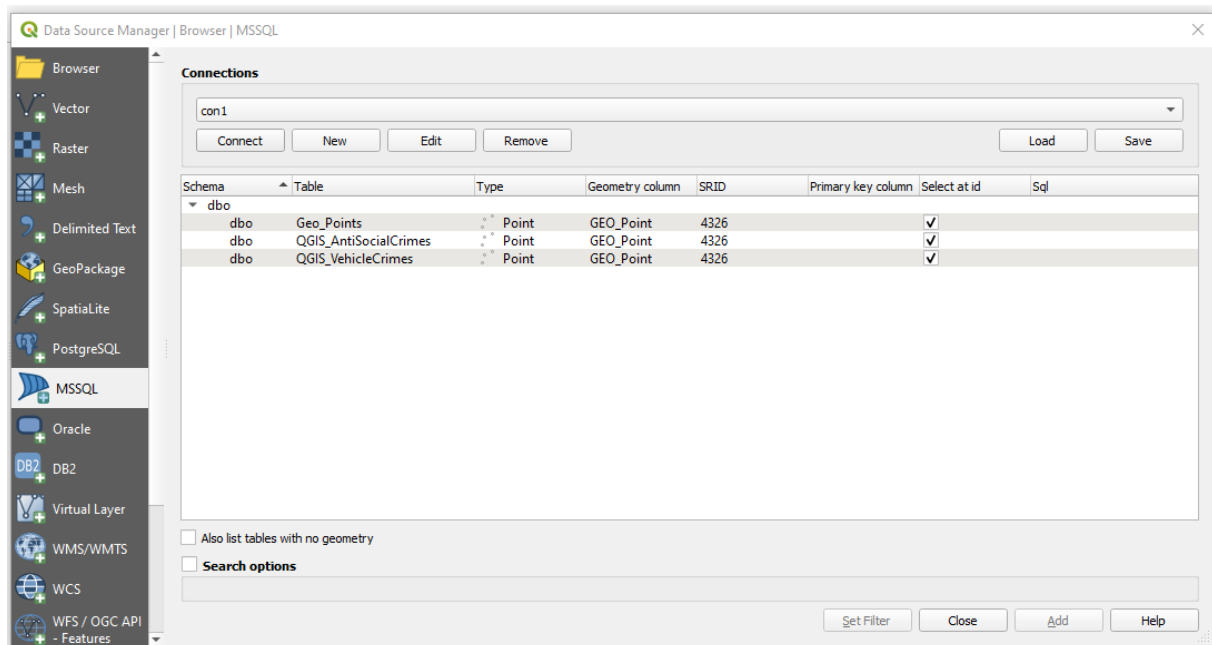 Data Source Manager | Browser | MSSQL
Browser
Vector
Raster
Mesh
Delimited Text
GeoPackage
SpatiaLite
PostgreSQL
MSSQL
Oracle
DB2
DB2
Virtual Layer
WMS/WMTS
WCS
WFS / OGC API
- Features
Connections
con1
Connect New Edit Remove Load Save
Schema Table Type Geometry column SRID Primary key column Select at id Sql
dbo
dbo Geo_Points Point GEO_Point 4326
dbo QGIS_AntiSocialCrimes Point GEO_Point 4326
dbo QGIS_VehicleCrimes Point GEO_Point 4326
Also list tables with no geometry
Search options
Set Filter Close Add Help